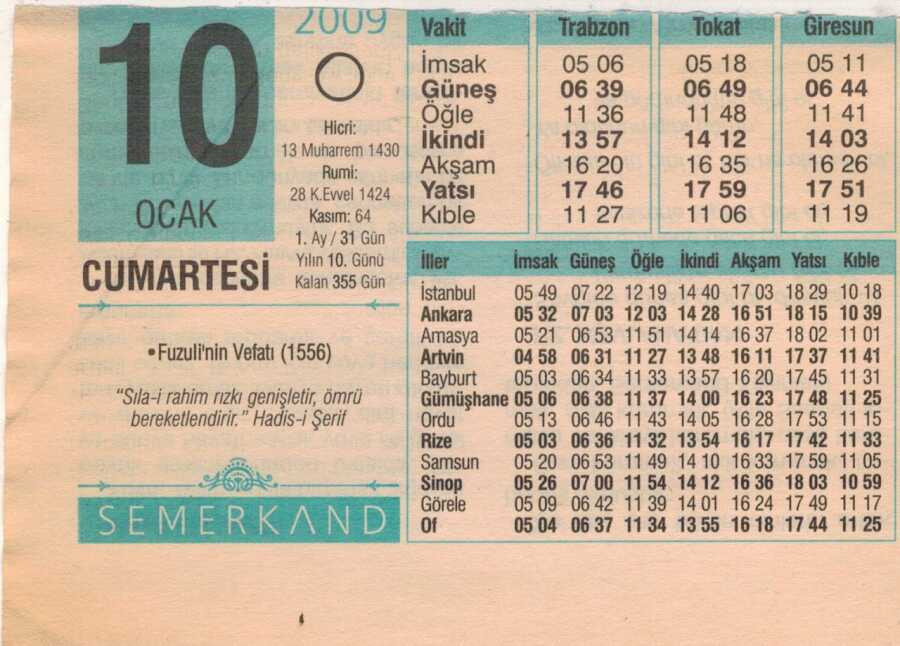 10
OCAK
CUMARTESİ
2009
Hicri:
13 Muharrem 1430
Rumi:
28 K.Evvel 1424
Kasım: 64
1. Ay / 31 Gün
Yılın 10. Günü
Kalan 355 Gün
•Fuzuli'nin Vefatı (1556)
"Sıla-i rahim rızkı genişletir, ömrü
bereketlendirir." Hadis-i Şerif
SEMERKAND
Vakit Trabzon Tokat Giresun
İmsak 05 06 05 18 05 11
Güneş 06 39 06 49 06 44
Öğle 11 36 11 48 11 41
İkindi 13 57 14 12 14 03
Akşam 16 20 16 35 16 26
Yatsı 17 46 17 59 17 51
Kıble 11 27 11 06 11 19
İller İmsak Güneş Öğle İkindi Akşam Yatsı Kıble
İstanbul 05 49 07 22 12 19 14 40 17 03 18 29 10 18
Ankara 05 32 07 03 12 03 14 28 16 51 18 15 10 39
Amasya 05 21 06 53 11 51 14 14 16 37 18 02 11 01
Artvin 04 58 06 31 11 27 13 48 16 11 17 37 11 41
Bayburt 05 03 06 34 11 33 13 57 16 20 17 45 11 31
Gümüşhane 05 06 06 38 11 37 14 00 16 23 17 48 11 25
Ordu 05 13 06 46 11 43 14 05 16 28 17 53 11 15
Rize 05 03 06 36 11 32 13 54 16 17 17 42 11 33
Samsun 05 20 06 53 11 49 14 10 16 33 17 59 11 05
Sinop 05 26 07 00 11 54 14 12 16 36 18 03 10 59
Görele 05 09 06 42 11 39 14 01 16 24 17 49 11 17
Of 05 04 06 37 11 34 13 55 16 18 17 44 11 25